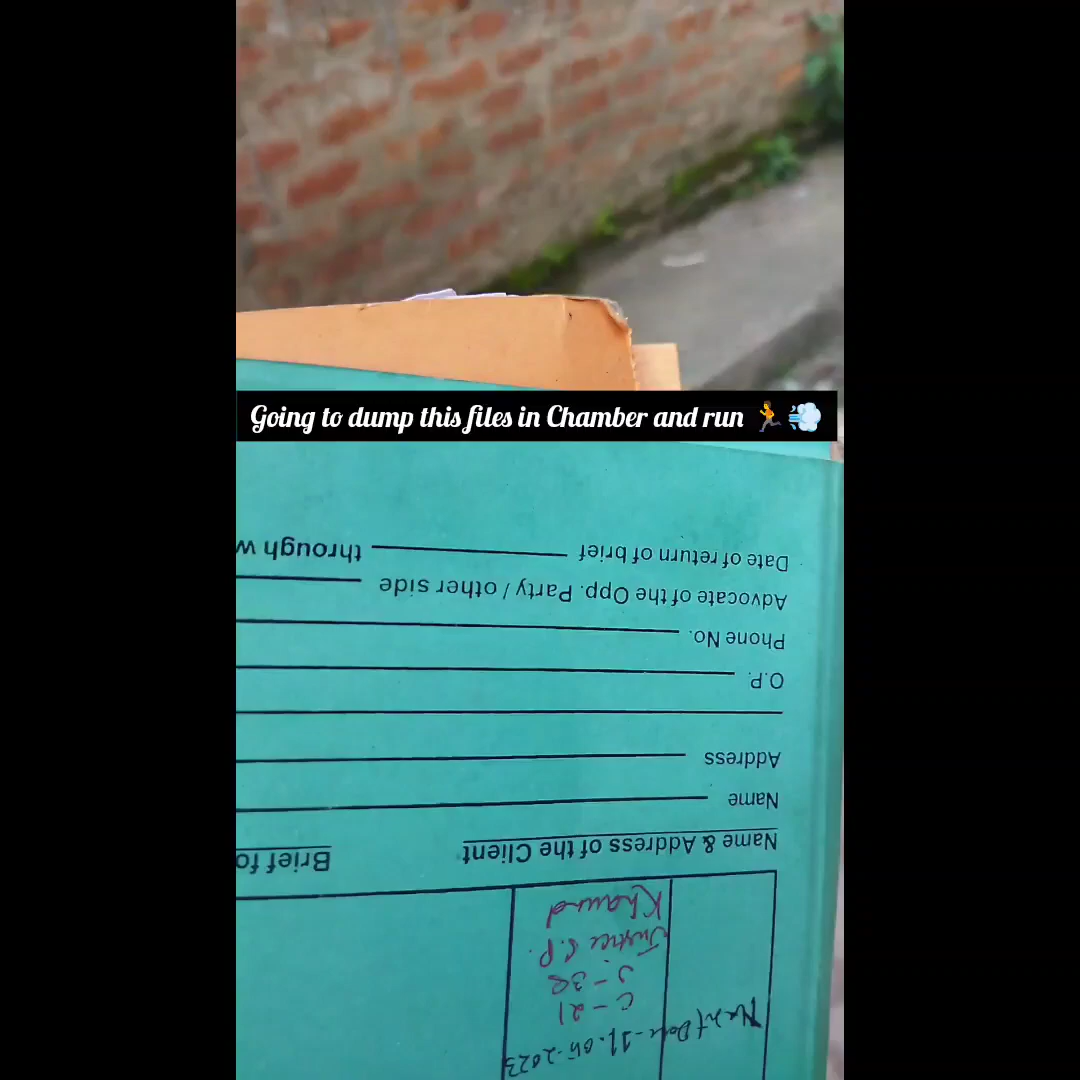 Going to dump this files in Chamber and run 🏃💨
Next Date - 11.05.2023
C - 21
Justice S.P.
Khaund
Name & Address of the Client Brief fo
Name
Address
O.P.
Phone No.
Advocate of the Opp. Party / other side
Date of return of brief through w